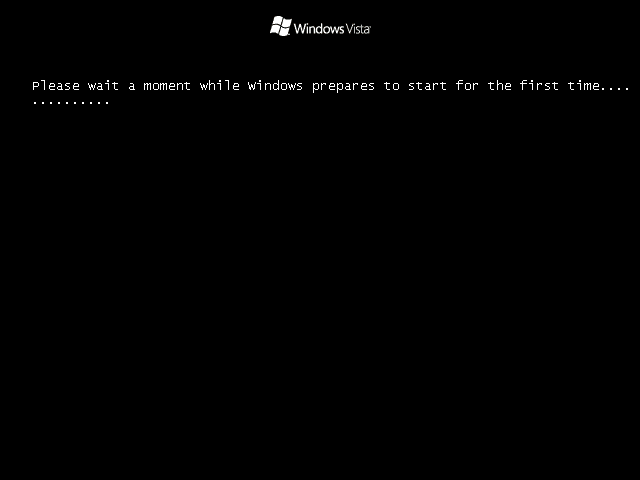 Windows Vista
Please wait a moment while Windows prepares to start for the first time....
..........